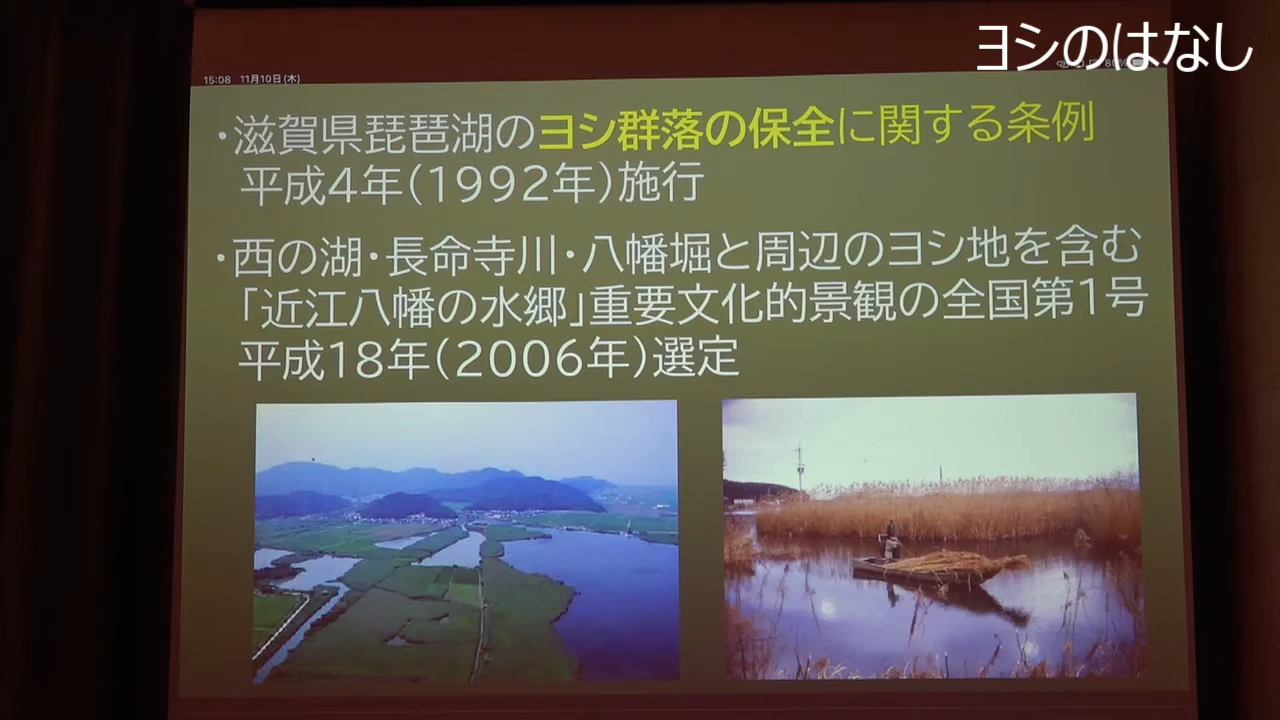 ヨシのはなし
15:08 11月10日(木)
・滋賀県琵琶湖のヨシ群落の保全に関する条例
平成4年(1992年)施行
・西の湖・長命寺川・八幡堀と周辺のヨシ地を含む
「近江八幡の水郷」重要文化的景観の全国第1号
平成18年(2006年)選定